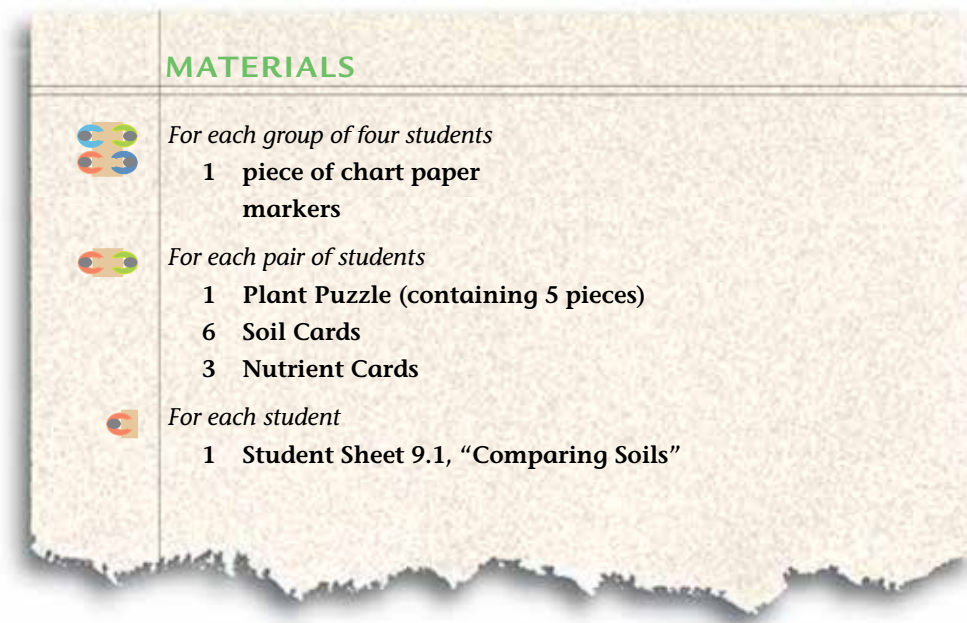 MATERIALS
For each group of four students
1 piece of chart paper
markers
For each pair of students
1 Plant Puzzle (containing 5 pieces)
6 Soil Cards
3 Nutrient Cards
For each student
1 Student Sheet 9.1, “Comparing Soils”